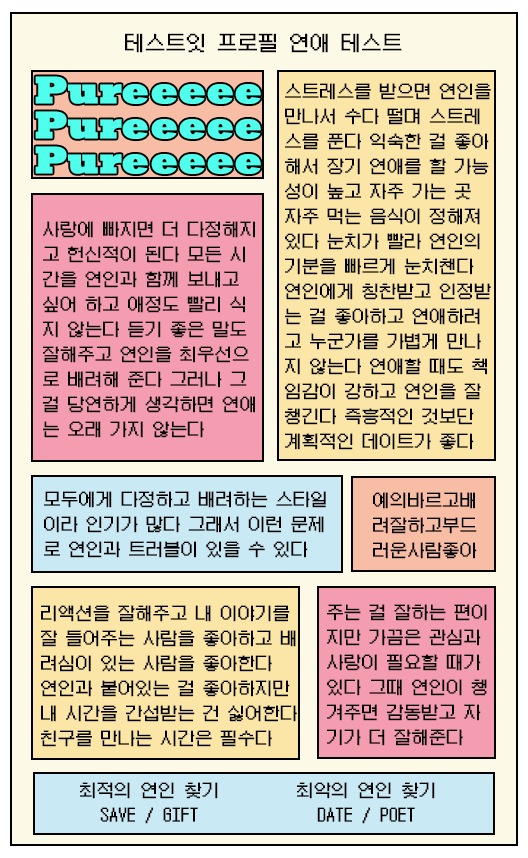 테스트잇 프로필 연애 테스트
Pureeeee
Pureeeee
Pureeeee
스트레스를 받으면 연인을
만나서 수다 떨며 스트레
스를 푼다 익숙한 걸 좋아
해서 장기 연애를 할 가능
성이 높고 자주 가는 곳
자주 먹는 음식이 정해져
있다 눈치가 빨라 연인의
기분을 빠르게 눈치챈다
연인에게 칭찬받고 인정받
는 걸 좋아하고 연애하려
고 누군가를 가볍게 만나
지 않는다 연애할 때도 책
임감이 강하고 연인을 잘
챙긴다 즉흥적인 것보단
계획적인 데이트가 좋다
사랑에 빠지면 더 다정해지
고 헌신적이 된다 모든 시
간을 연인과 함께 보내고
싶어 하고 애정도 빨리 식
지 않는다 듣기 좋은 말도
잘해주고 연인을 최우선으
로 배려해 준다 그러나 그
걸 당연하게 생각하면 연애
는 오래 가지 않는다
모두에게 다정하고 배려하는 스타일
이라 인기가 많다 그래서 이런 문제
로 연인과 트러블이 있을 수 있다
예의바르고배
려잘하고부드
러운사람좋아
리액션을 잘해주고 내 이야기를
잘 들어주는 사람을 좋아하고 배
려심이 있는 사람을 좋아한다
연인과 붙어있는 걸 좋아하지만
내 시간을 간섭받는 건 싫어한다
친구를 만나는 시간은 필수다
주는 걸 잘하는 편이
지만 가끔은 관심과
사랑이 필요할 때가
있다 그때 연인이 챙
겨주면 감동받고 자
기가 더 잘해준다
최적의 연인 찾기
SAVE / GIFT
최악의 연인 찾기
DATE / POET